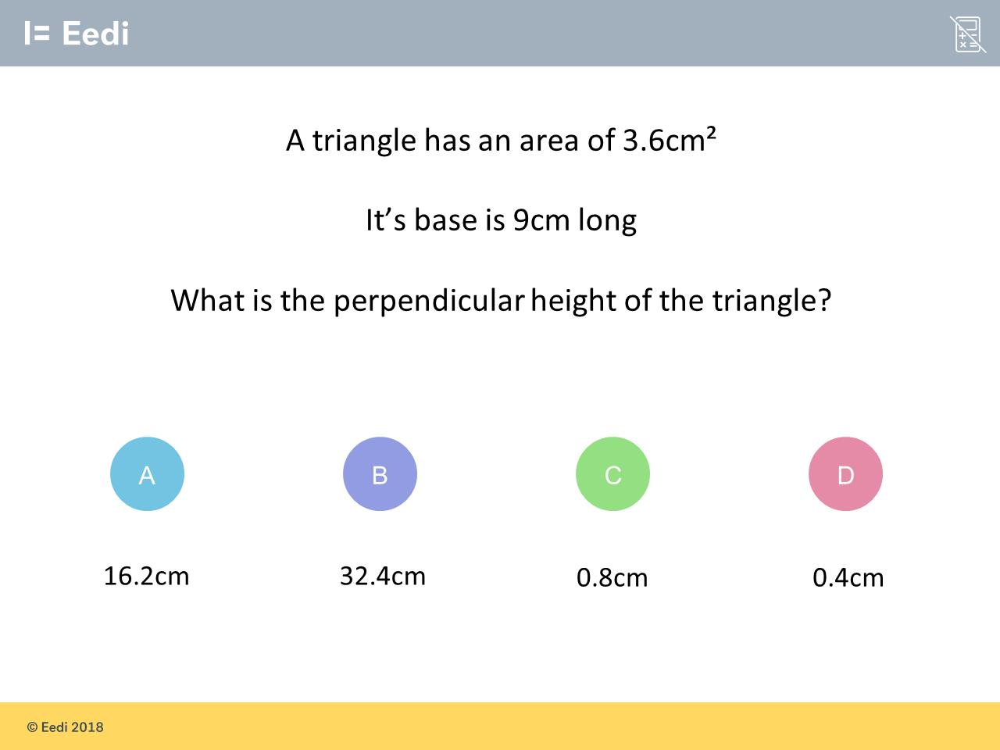 Eedi
A triangle has an area of 3.6cm²
It’s base is 9cm long
What is the perpendicular height of the triangle?
A
B
C
D
16.2cm
32.4cm
0.8cm
0.4cm
© Eedi 2018